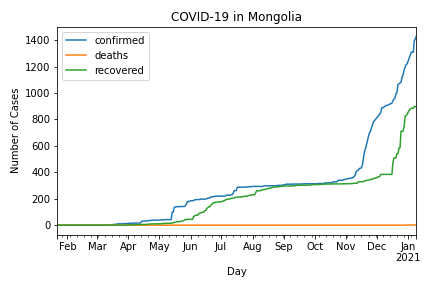 COVID-19 in Mongolia
confirmed
deaths
recovered
Number of Cases
1400
1200
1000
800
600
400
200
0
Feb Mar Apr May Jun Jul Aug Sep Oct Nov Dec Jan
2021
Day